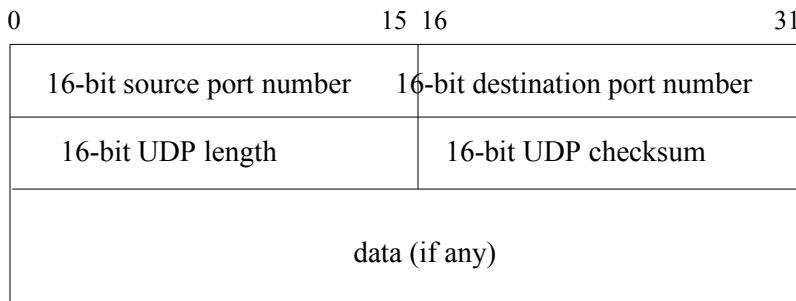 0 15 16 31
16-bit source port number 16-bit destination port number
16-bit UDP length 16-bit UDP checksum
data (if any)